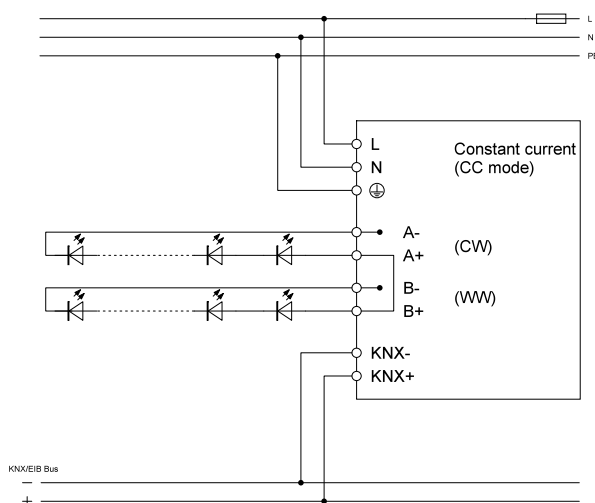 L
N
PE
L
Constant current
(CC mode)
N
A-
(CW)
A+
B-
(WW)
B+
KNX-
KNX+
KNX/EIB Bus
–
+